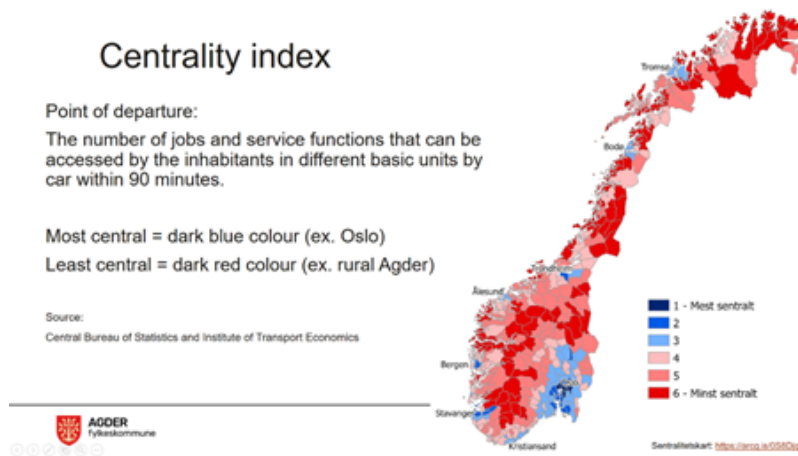 Centrality index
Point of departure:
The number of jobs and service functions that can be
accessed by the inhabitants in different basic units by
car within 90 minutes.
Most central = dark blue colour (ex. Oslo)
Least central = dark red colour (ex. rural Agder)
Source:
Central Bureau of Statistics and Institute of Transport Economics
AGDER
fylkeskommune
Tromsø
Bodø
Trondheim
Ålesund
Bergen
Stavanger
Kristiansand
1 - Mest sentralt
2
3
4
5
6 - Minst sentralt
Sentralitetskart: